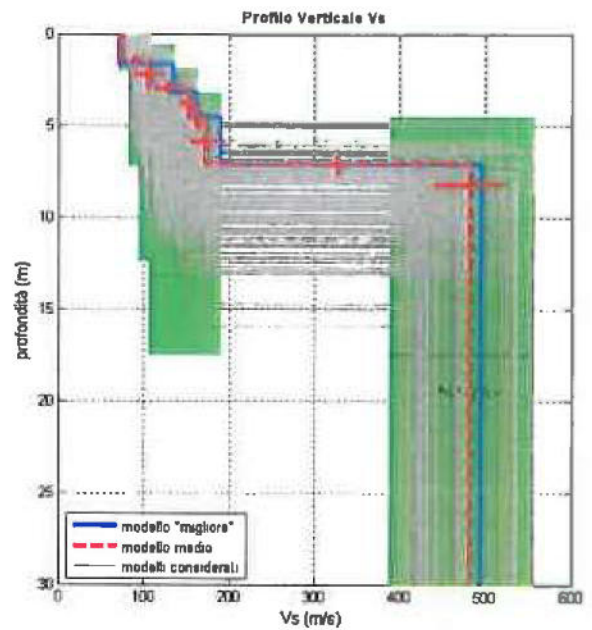 Profilo Verticale Vs
0
5
10
15
20
25
30
profondità (m)
0 100 200 300 400 500 600
Vs (m/s)
modello "migliore"
modello medio
modelli considerati